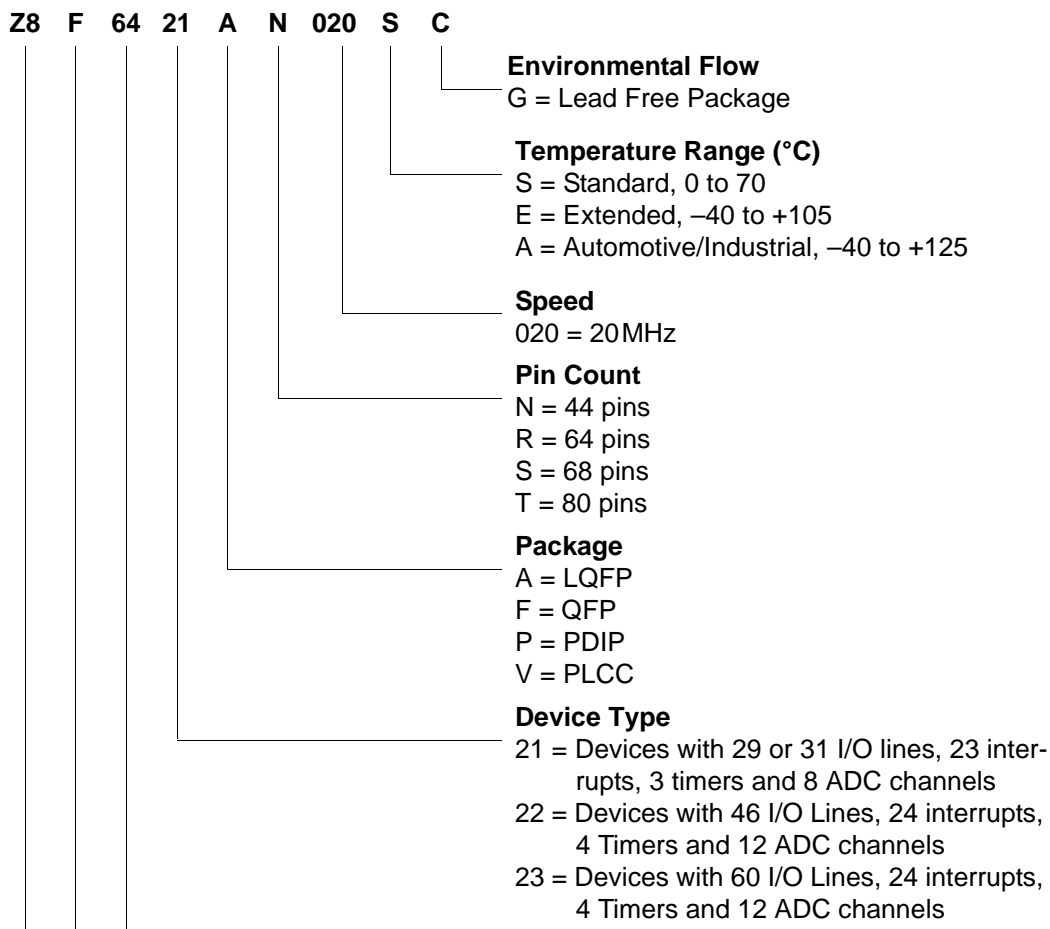 Z8 F 64 21 A N 020 S C
Environmental Flow
G = Lead Free Package
Temperature Range (°C)
S = Standard, 0 to 70
E = Extended, –40 to +105
A = Automotive/Industrial, –40 to +125
Speed
020 = 20MHz
Pin Count
N = 44 pins
R = 64 pins
S = 68 pins
T = 80 pins
Package
A = LQFP
F = QFP
P = PDIP
V = PLCC
Device Type
21 = Devices with 29 or 31 I/O lines, 23 inter-
rupts, 3 timers and 8 ADC channels
22 = Devices with 46 I/O Lines, 24 interrupts,
4 Timers and 12 ADC channels
23 = Devices with 60 I/O Lines, 24 interrupts,
4 Timers and 12 ADC channels